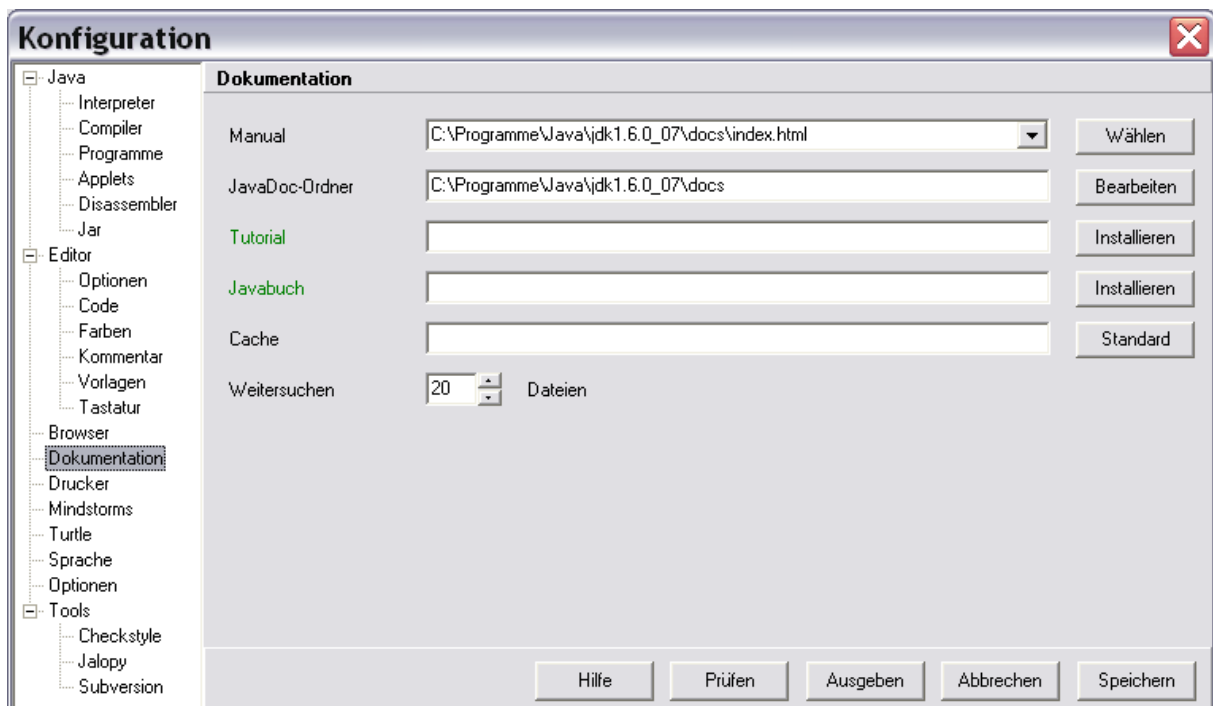 Konfiguration
Java
Interpreter
Compiler
Programme
Applets
Disassembler
Jar
Editor
Optionen
Code
Farben
Kommentar
Vorlagen
Tastatur
Browser
Dokumentation
Drucker
Mindstorms
Turtle
Sprache
Optionen
Tools
Checkstyle
Jalopy
Subversion
Dokumentation
Manual C:\Programme\Java\jdk1.6.0_07\docs\index.html Wählen
JavaDoc-Ordner C:\Programme\Java\jdk1.6.0_07\docs Bearbeiten
Tutorial Installieren
Javabuch Installieren
Cache Standard
Weitersuchen 20 Dateien
Hilfe Prüfen Ausgeben Abbrechen Speichern